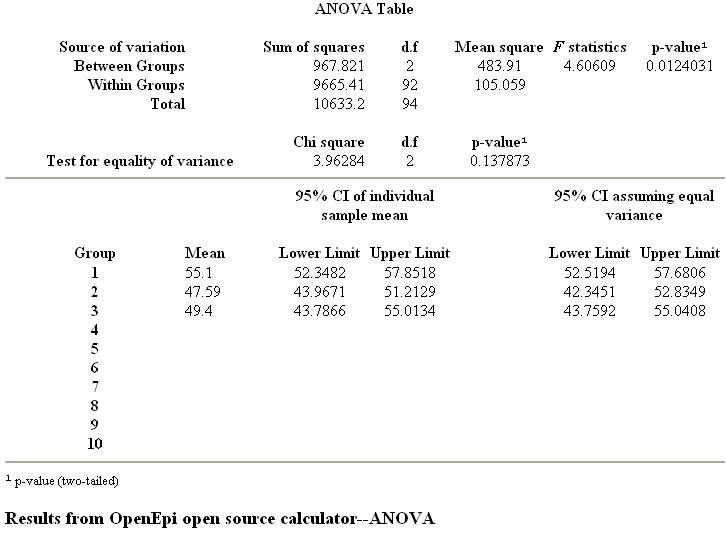 ANOVA Table
Source of variation Sum of squares d.f Mean square F statistics p-value¹
Between Groups 967.821 2 483.91 4.60609 0.0124031
Within Groups 9665.41 92 105.059
Total 10633.2 94
Chi square d.f p-value¹
Test for equality of variance 3.96284 2 0.137873
95% CI of individual sample mean 95% CI assuming equal variance
Group Mean Lower Limit Upper Limit Lower Limit Upper Limit
1 55.1 52.3482 57.8518 52.5194 57.6806
2 47.59 43.9671 51.2129 42.3451 52.8349
3 49.4 43.7866 55.0134 43.7592 55.0408
4
5
6
7
8
9
10
¹ p-value (two-tailed)
Results from OpenEpi open source calculator--ANOVA